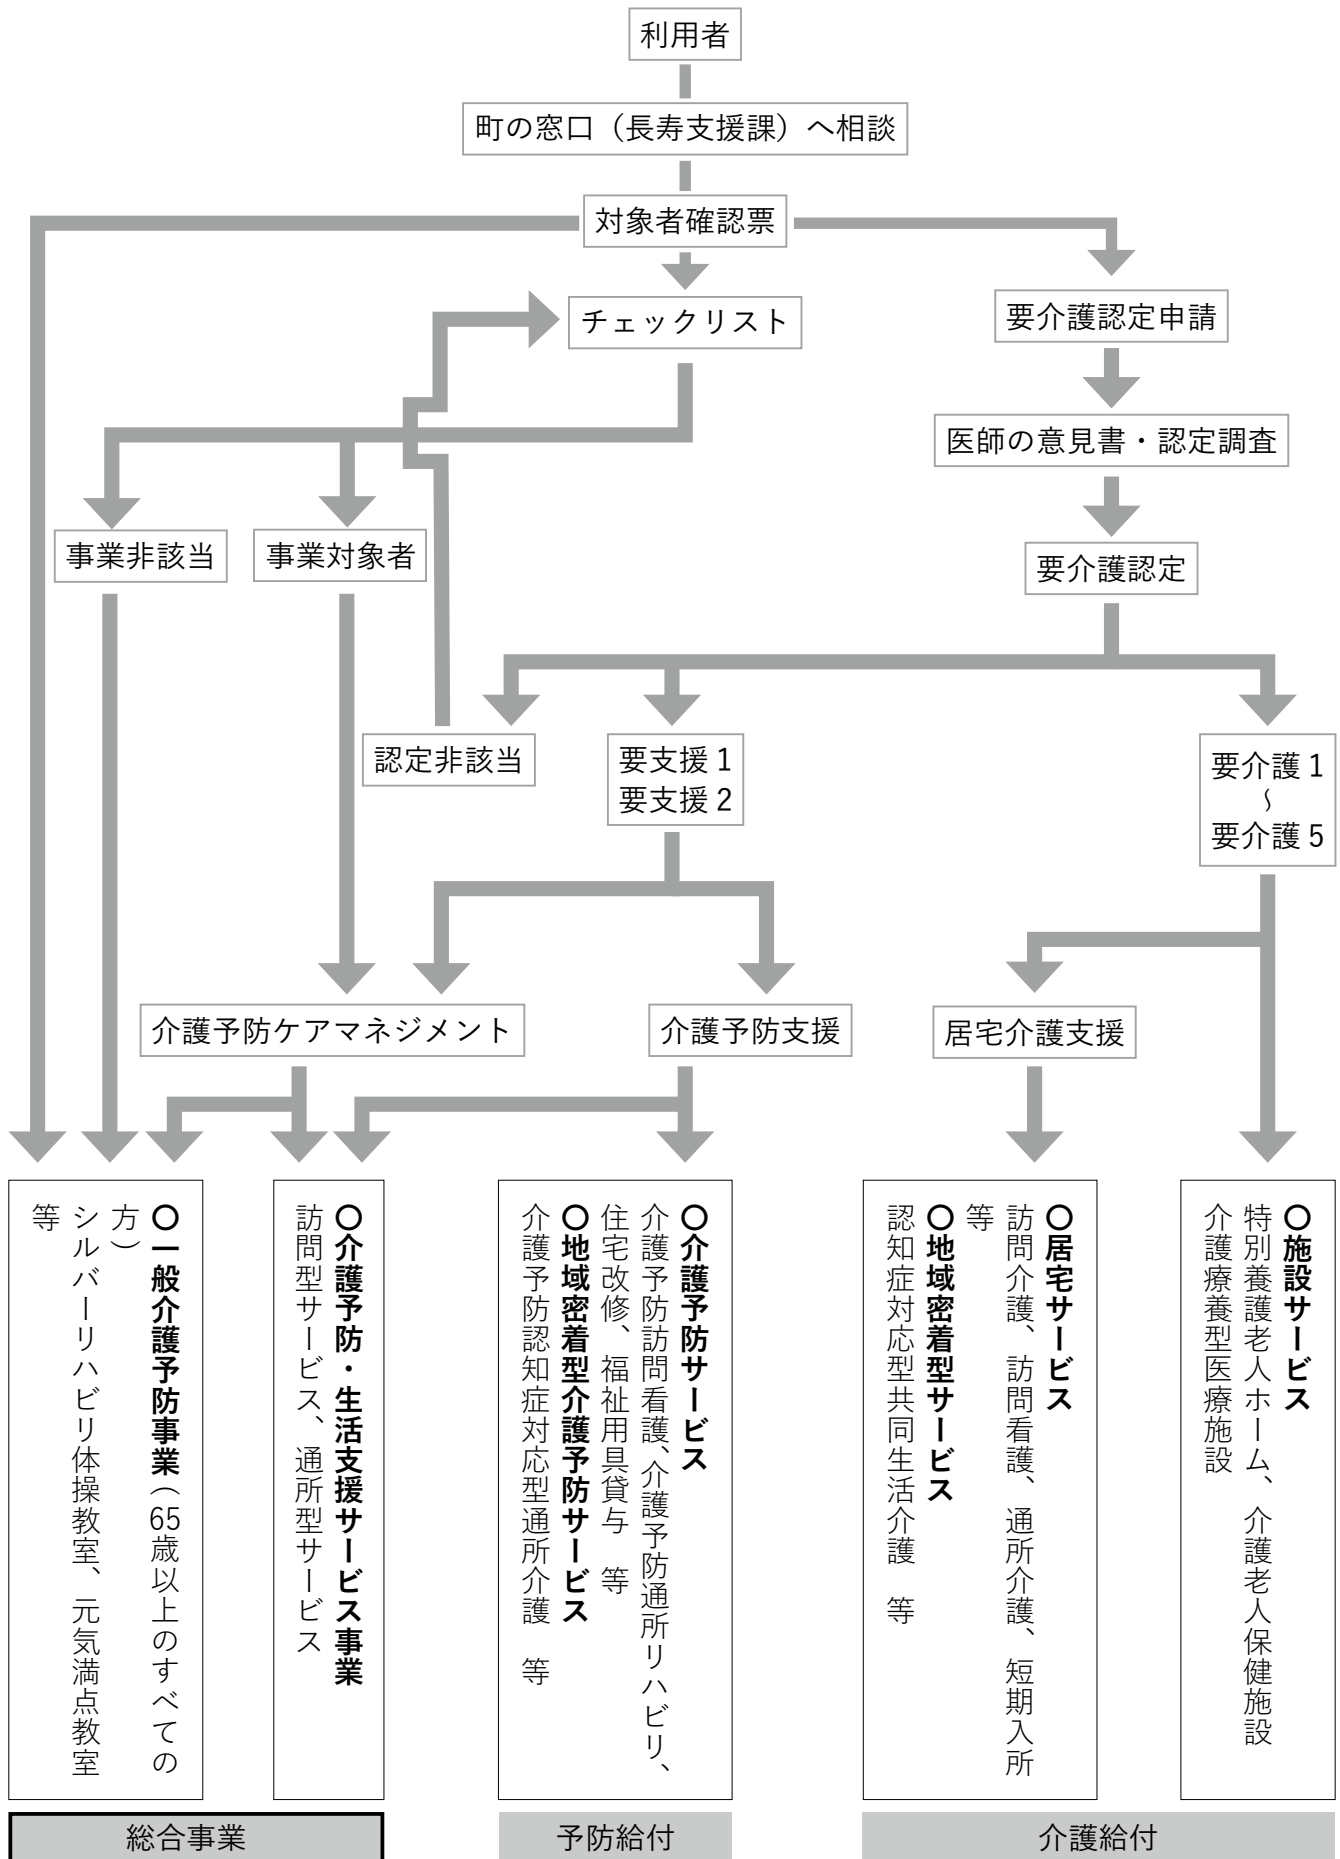 利用者
町の窓口（長寿支援課）へ相談
対象者確認票
チェックリスト
要介護認定申請
医師の意見書・認定調査
事業非該当
事業対象者
要介護認定
認定非該当
要支援１
要支援２
要介護１
〜
要介護５
介護予防ケアマネジメント
介護予防支援
居宅介護支援
〇一般介護予防事業（65歳以上のすべての
方）
シルバーリハビリ体操教室、元気満点教室
等
〇介護予防・生活支援サービス事業
訪問型サービス、通所型サービス
〇介護予防サービス
介護予防訪問看護、介護予防通所リハビリ、
住宅改修、福祉用具貸与　等
〇地域密着型介護予防サービス
介護予防認知症対応型通所介護　等
〇居宅サービス
訪問介護、訪問看護、通所介護、短期入所
等
〇地域密着型サービス
認知症対応型共同生活介護　等
〇施設サービス
特別養護老人ホーム、介護老人保健施設
介護療養型医療施設
総合事業
予防給付
介護給付